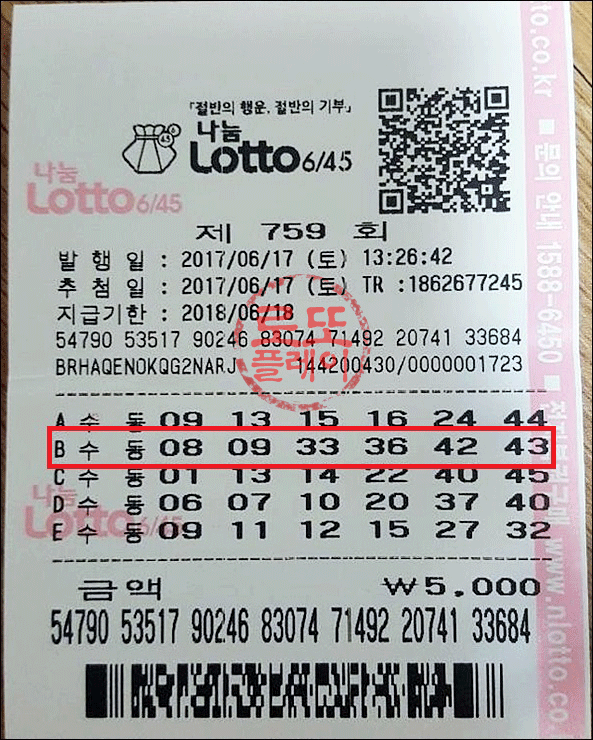 「절반의 행운, 절반의 기부」
나눔
Lotto 6/45
나눔
Lotto 6/45
제 759 회
발 행 일 : 2017/06/17 (토) 13:26:42
추 첨 일 : 2017/06/17 (토) TR :1862677245
지급기한 : 2018/06/18
54790 53517 90246 83074 71492 20741 33684
BRHAQENOKQG2NARJ 144200430/0000001723
로또
플레이
A 수 동 09 13 15 16 24 44
B 수 동 08 09 33 36 42 43
C 수 동 01 13 14 22 40 45
D 수 동 06 07 10 20 37 40
E 수 동 09 11 12 15 27 32
나눔
Lotto 6/45
금액 ₩5,000
54790 53517 90246 83074 71492 20741 33684
otto.co.kr ■ 문의 안내 1588-6450 ■
■ www.nlotto.co.